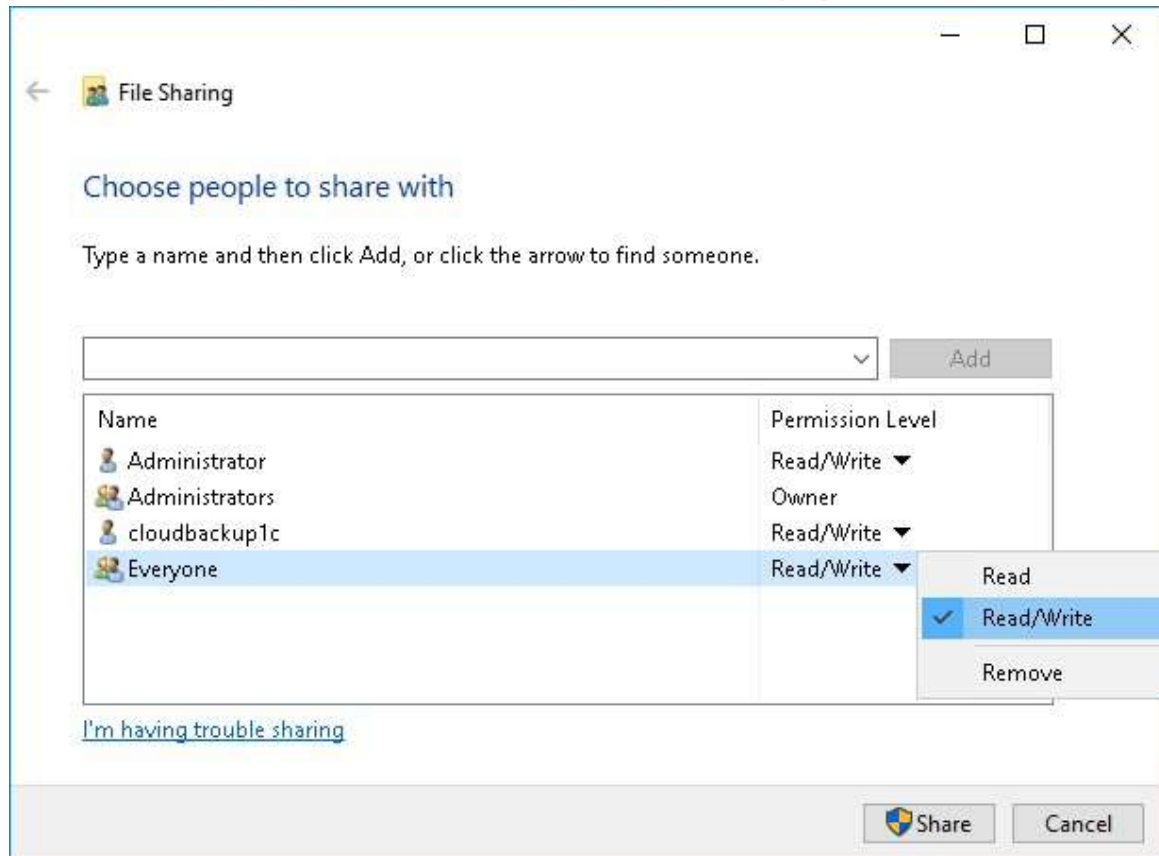 File Sharing
Choose people to share with
Type a name and then click Add, or click the arrow to find someone.
Add
Name Permission Level
Administrator Read/Write
Administrators Owner
cloudbackup1c Read/Write
Everyone Read/Write
Read
Read/Write
Remove
I'm having trouble sharing
Share Cancel